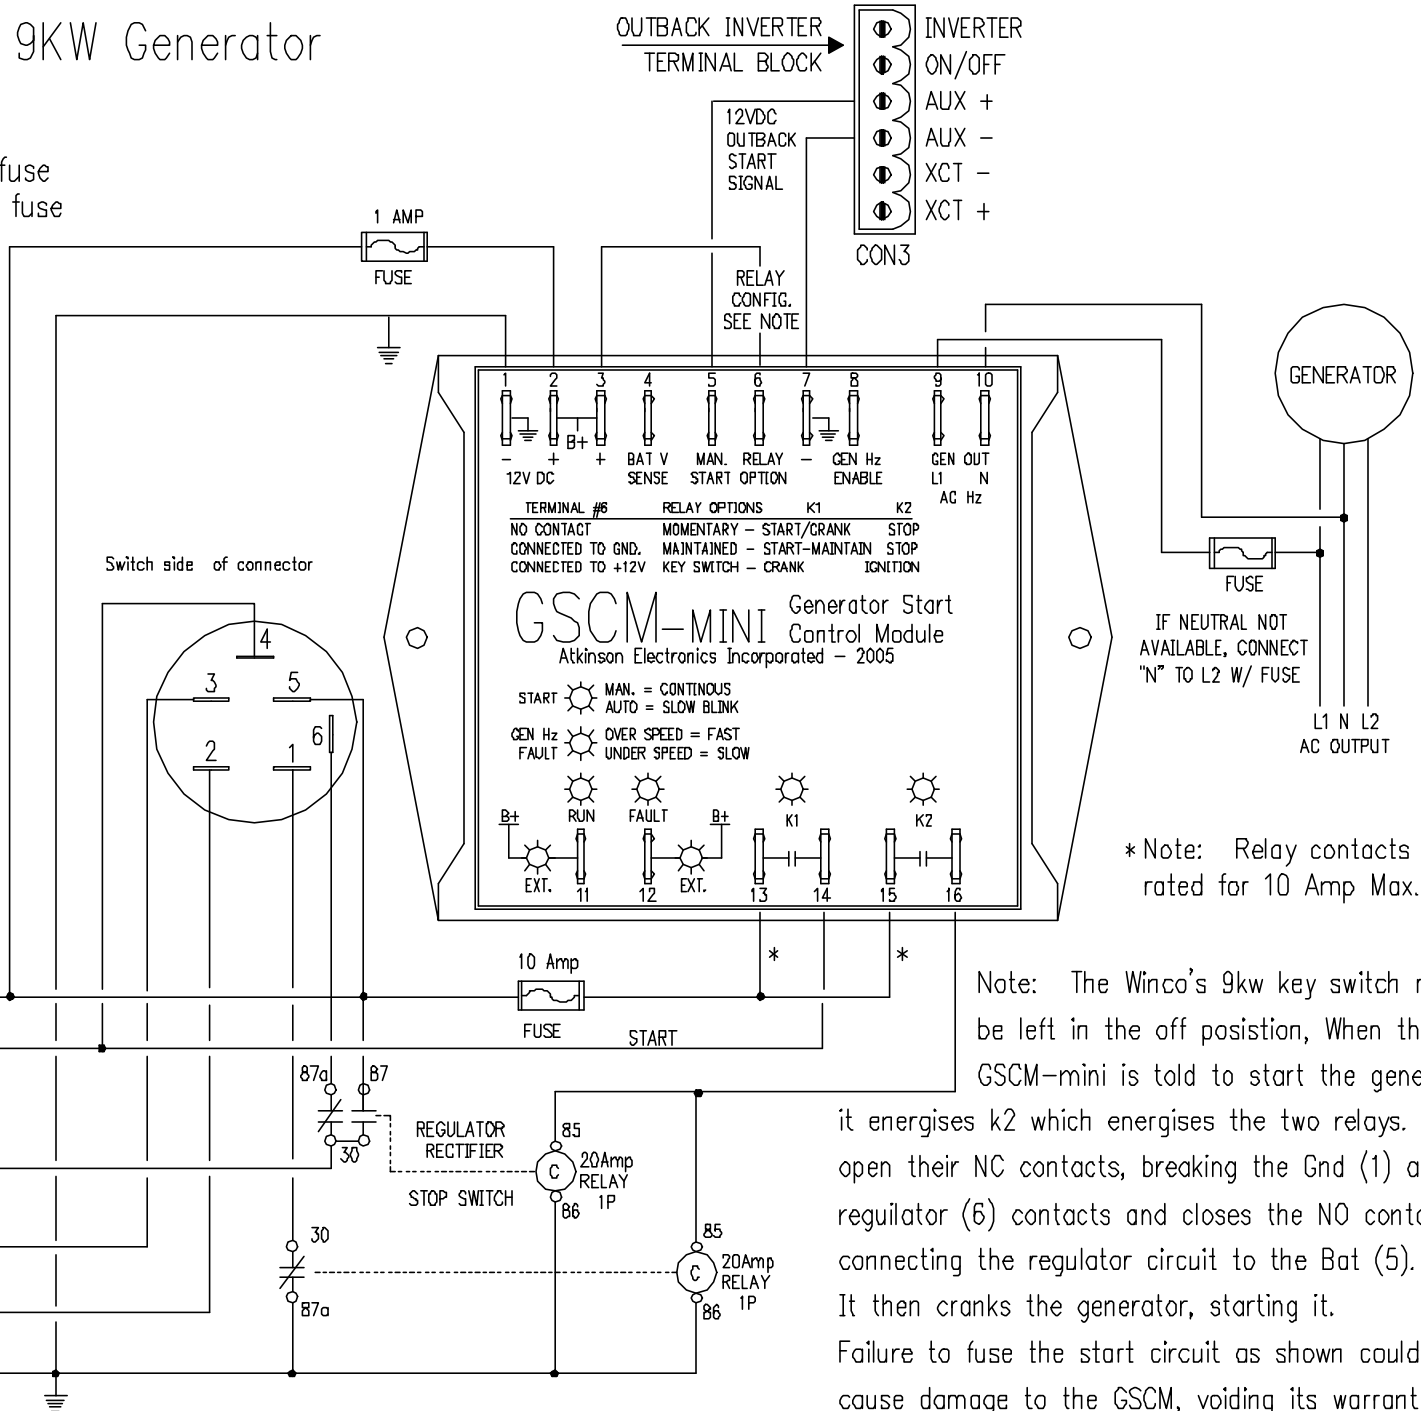 9KW Generator
OUTBACK INVERTER
TERMINAL BLOCK
INVERTER
ON/OFF
AUX +
AUX -
XCT -
XCT +
CON3
12VDC
OUTBACK
START
SIGNAL
fuse
fuse
1 AMP
FUSE
RELAY
CONFIG.
SEE NOTE
GENERATOR
1 2 3 4 5 6 7 8 9 10
B+
- + + BAT V MAN. RELAY - GEN Hz GEN OUT
12V DC SENSE START OPTION ENABLE L1 N
AC Hz
TERMINAL #6 RELAY OPTIONS K1 K2
NO CONTACT MOMENTARY - START/CRANK STOP
CONNECTED TO GND. MAINTAINED - START-MAINTAIN STOP
CONNECTED TO +12V KEY SWITCH - CRANK IGNITION
GSCM-MINI Generator Start
Control Module
Atkinson Electronics Incorporated - 2005
START MAN. = CONTINOUS
AUTO = SLOW BLINK
GEN Hz OVER SPEED = FAST
FAULT UNDER SPEED = SLOW
B+ RUN FAULT B+ K1 K2
EXT. 11 12 EXT. 13 14 15 16
FUSE
IF NEUTRAL NOT
AVAILABLE, CONNECT
"N" TO L2 W/ FUSE
L1 N L2
AC OUTPUT
Switch side of connector
4
3 5
6
2 1
* Note: Relay contacts
rated for 10 Amp Max.
* *
10 Amp
FUSE
START
87a 87
30
REGULATOR
RECTIFIER
STOP SWITCH
85
C 20Amp
RELAY
1P
86
30
87a
85
C 20Amp
RELAY
1P
86
Note: The Winco's 9kw key switch
be left in the off posistion, When th
GSCM-mini is told to start the gene
it energises k2 which energises the two relays.
open their NC contacts, breaking the Gnd (1) a
reguilator (6) contacts and closes the NO conta
connecting the regulator circuit to the Bat (5).
It then cranks the generator, starting it.
Failure to fuse the start circuit as shown could
cause damage to the GSCM, voiding its warrant